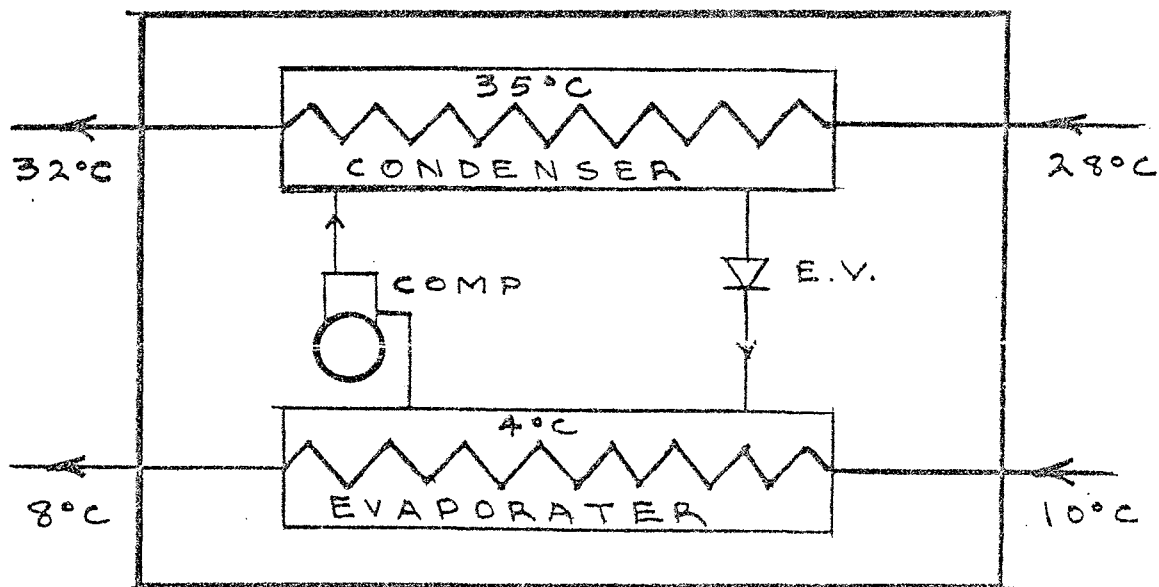 35°C
32°C
CONDENSER
28°C
COMP
E.V.
4°C
8°C
EVAPORATER
10°C